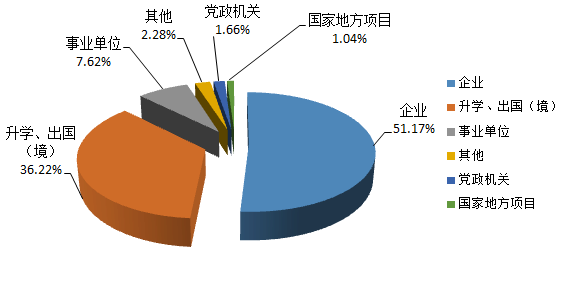 党政机关
1.66%
其他
2.28%
国家地方项目
1.04%
事业单位
7.62%
企业
51.17%
升学、出国
（境）
36.22%
企业
升学、出国（境）
事业单位
其他
党政机关
国家地方项目